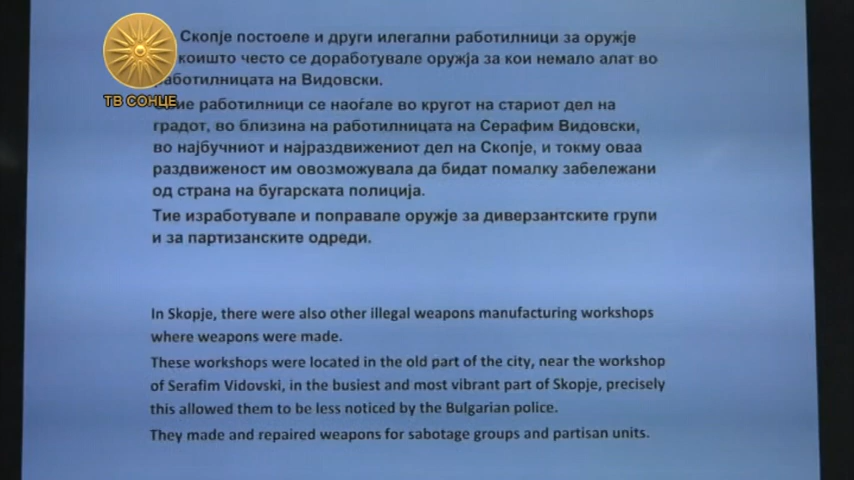 Скопје постоеле и други илегални работилници за оружје
коишто често се доработувале оружја за кои немало алат во
работилницата на Видовски.
Тие работилници се наоѓале во кругот на стариот дел на
градот, во близина на работилницата на Серафим Видовски,
во најбучниот и најраздвижениот дел на Скопје, и токму оваа
раздвиженост им овозможувала да бидат помалку забележани
од страна на бугарската полиција.
Тие изработувале и поправале оружје за диверзантските групи
и за партизанските одреди.
ТВ СОНЦЕ
In Skopje, there were also other illegal weapons manufacturing workshops
where weapons were made.
These workshops were located in the old part of the city, near the workshop
of Serafim Vidovski, in the busiest and most vibrant part of Skopje, precisely
this allowed them to be less noticed by the Bulgarian police.
They made and repaired weapons for sabotage groups and partisan units.